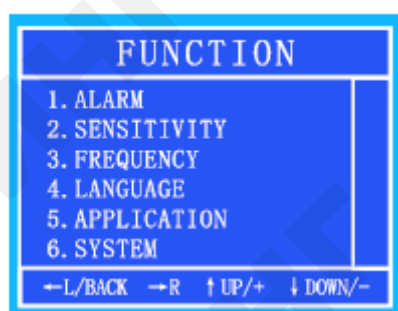 FUNCTION
1. ALARM
2. SENSITIVITY
3. FREQUENCY
4. LANGUAGE
5. APPLICATION
6. SYSTEM
←L/BACK →R ↑UP/+ ↓DOWN/-